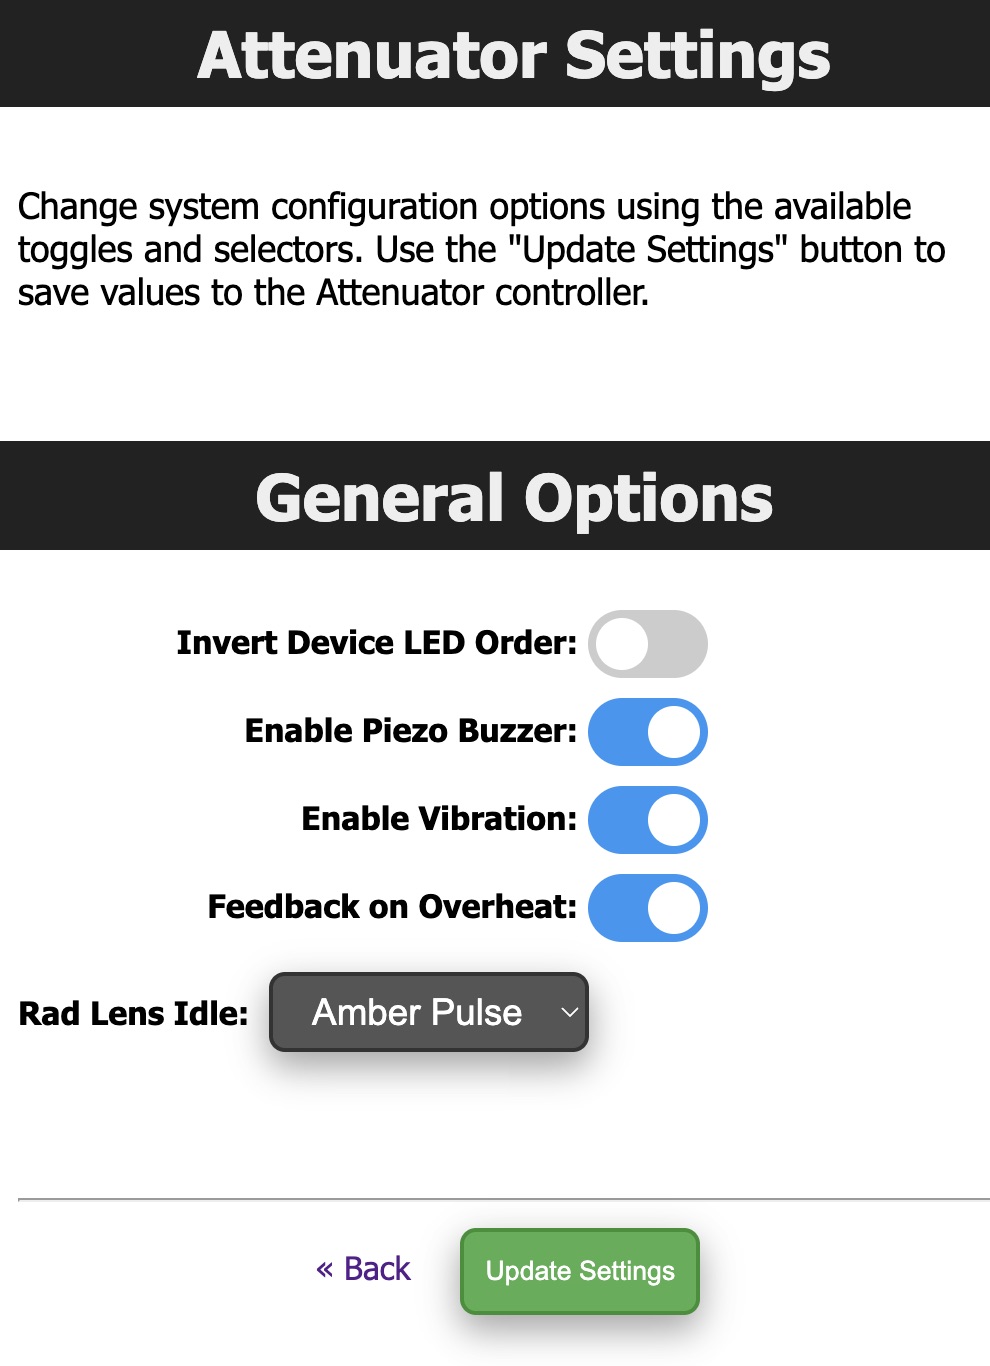 Attenuator Settings
Change system configuration options using the available
toggles and selectors. Use the "Update Settings" button to
save values to the Attenuator controller.
General Options
Invert Device LED Order:
Enable Piezo Buzzer:
Enable Vibration:
Feedback on Overheat:
Rad Lens Idle: Amber Pulse
« Back Update Settings